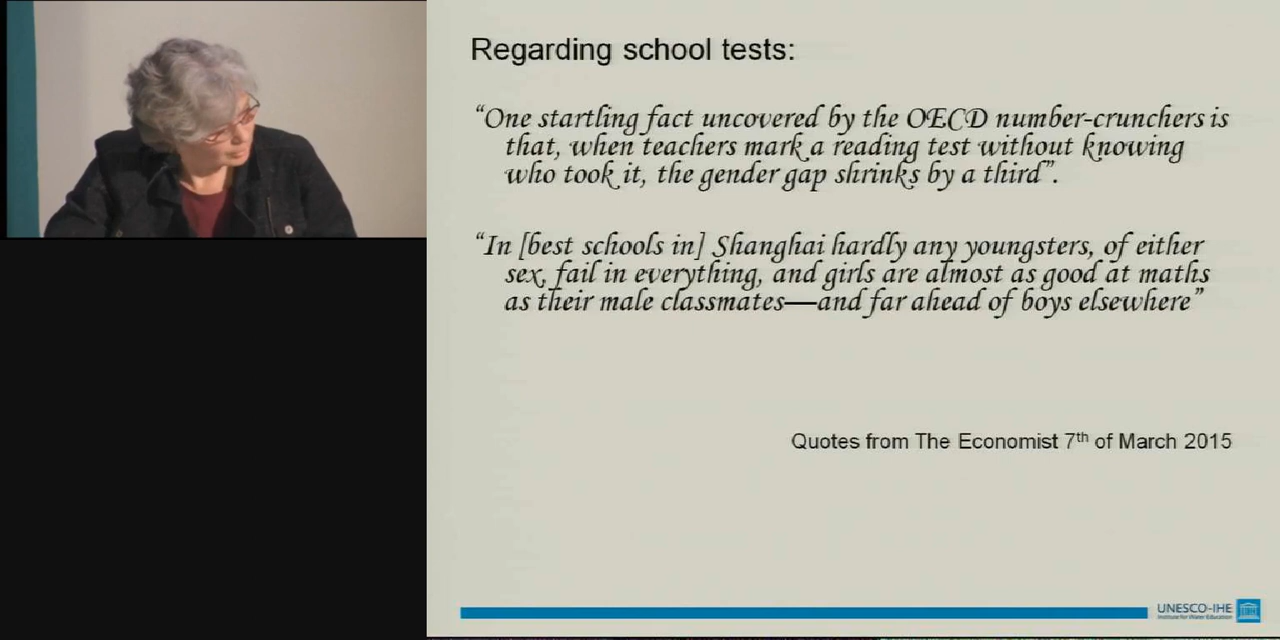 Regarding school tests:
“One startling fact uncovered by the OECD number-crunchers is
that, when teachers mark a reading test without knowing
who took it, the gender gap shrinks by a third”.
“In [best schools in] Shanghai hardly any youngsters, of either
sex, fail in everything, and girls are almost as good at maths
as their male classmates—and far ahead of boys elsewhere”
Quotes from The Economist 7th of March 2015
UNESCO-IHE
Institute for Water Education